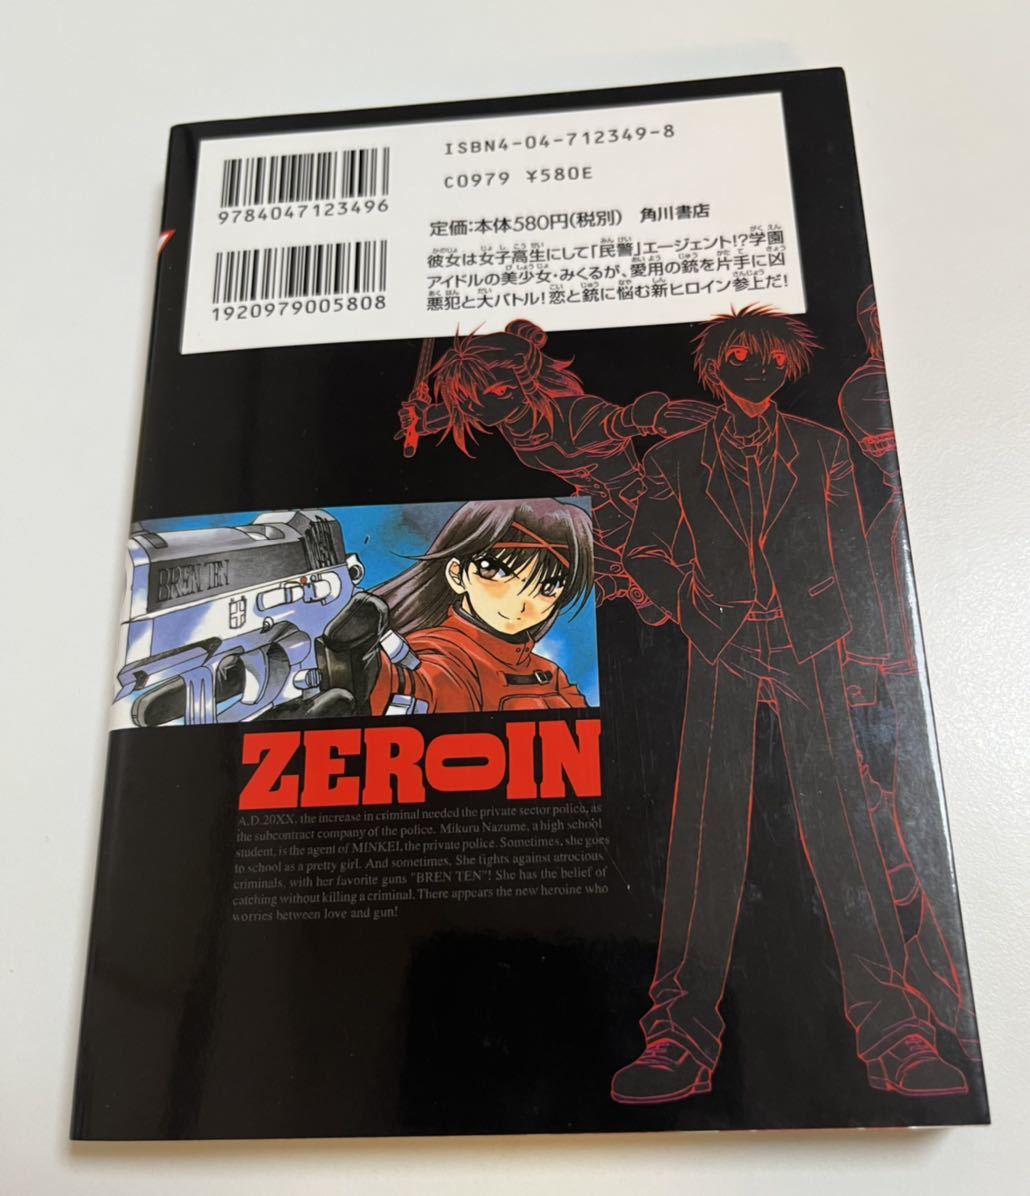 ISBN4-04-712349-8
C0979 ¥580E
9784047123496
1920979005808
定価:本体580円(税別) 角川書店
彼女は女子高生にして「民警」エージェント!?学園
アイドルの美少女・みくるが、愛用の銃を片手に凶
悪犯と大バトル!恋と銃に悩む新ヒロイン参上だ!
BREN TEN
ZEROIN
A.D.20XX, the increase in criminal needed the private sector police, as
the subcontract company of the police. Mikuru Nazume, a high school
student, is the agent of MINKEI, the private police. Sometimes, she goes
to school as a pretty girl. And sometimes, She fights against atrocious
criminals, with her favorite guns "BREN TEN"! She has the belief of
catching without killing a criminal. There appears the new heroine who
worries between love and gun!